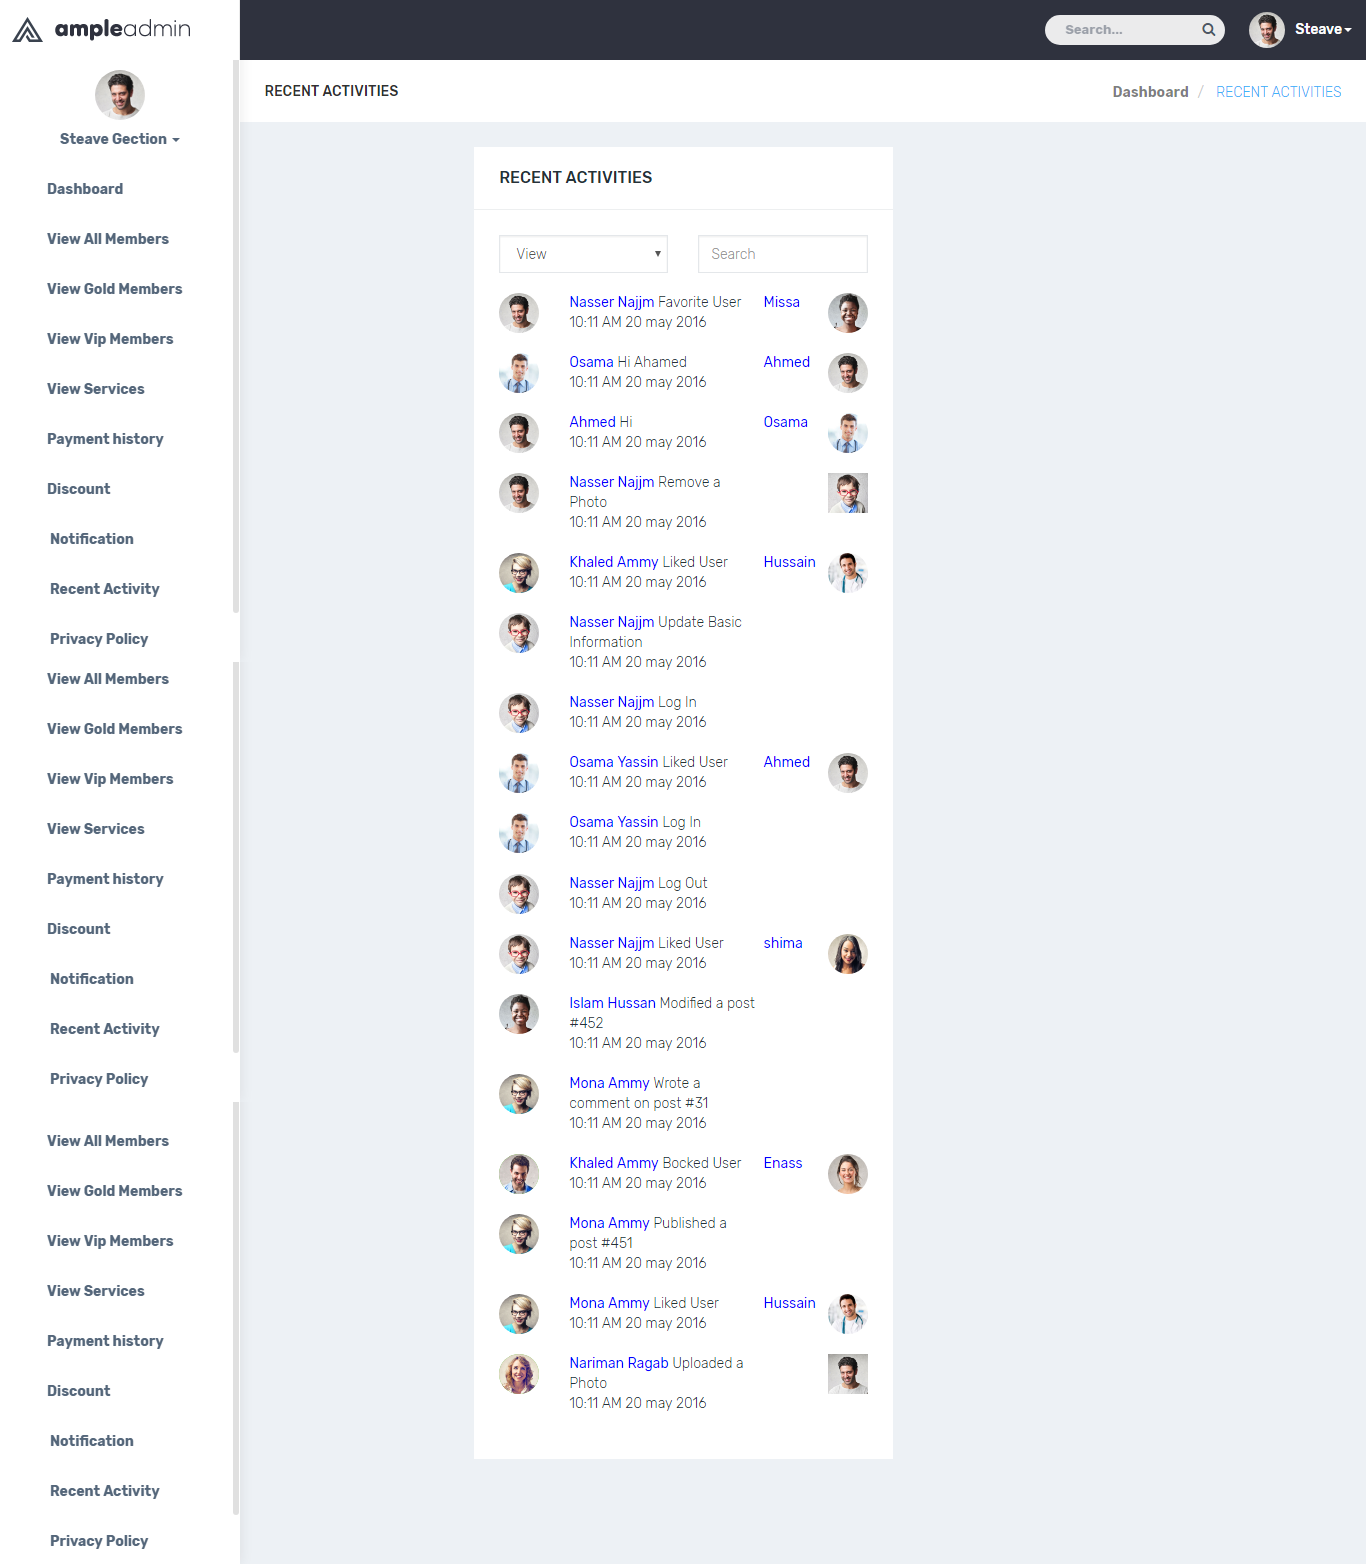 ampleadmin
Search...
Steave
Steave Gection
Dashboard
View All Members
View Gold Members
View Vip Members
View Services
Payment history
Discount
Notification
Recent Activity
Privacy Policy
View All Members
View Gold Members
View Vip Members
View Services
Payment history
Discount
Notification
Recent Activity
Privacy Policy
View All Members
View Gold Members
View Vip Members
View Services
Payment history
Discount
Notification
Recent Activity
Privacy Policy
RECENT ACTIVITIES
Dashboard / RECENT ACTIVITIES
RECENT ACTIVITIES
View
Search
Nasser Najjm Favorite User Missa
10:11 AM 20 may 2016
Osama Hi Ahamed Ahmed
10:11 AM 20 may 2016
Ahmed Hi Osama
10:11 AM 20 may 2016
Nasser Najjm Remove a
Photo
10:11 AM 20 may 2016
Khaled Ammy Liked User Hussain
10:11 AM 20 may 2016
Nasser Najjm Update Basic
Information
10:11 AM 20 may 2016
Nasser Najjm Log In
10:11 AM 20 may 2016
Osama Yassin Liked User Ahmed
10:11 AM 20 may 2016
Osama Yassin Log In
10:11 AM 20 may 2016
Nasser Najjm Log Out
10:11 AM 20 may 2016
Nasser Najjm Liked User shima
10:11 AM 20 may 2016
Islam Hussan Modified a post
#452
10:11 AM 20 may 2016
Mona Ammy Wrote a
comment on post #31
10:11 AM 20 may 2016
Khaled Ammy Bocked User Enass
10:11 AM 20 may 2016
Mona Ammy Published a
post #451
10:11 AM 20 may 2016
Mona Ammy Liked User Hussain
10:11 AM 20 may 2016
Nariman Ragab Uploaded a
Photo
10:11 AM 20 may 2016